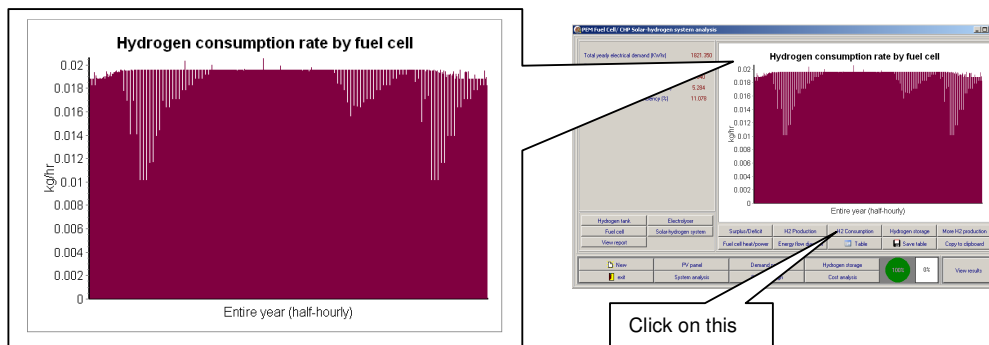 Hydrogen consumption rate by fuel cell
0.02
0.018
0.016
0.014
0.012
0.01
0.008
0.006
0.004
0.002
0
kg/hr
Entire year (half-hourly)
PEM Fuel Cell/ CHP Solar-hydrogen system analysis
Total yearly electrical demand (KWhr) 1821.350
5.284
11.078
Hydrogen consumption rate by fuel cell
0.02
0.018
0.016
0.014
0.012
0.01
0.008
0.006
0.004
0.002
0
kg/hr
Entire year (half-hourly)
Hydrogen tank Electrolyser
Fuel cell Solar-hydrogen system
View report
Surplus/Deficit H2 Production H2 Consumption Hydrogen storage More H2 production
Fuel cell heat/power Energy flow Table Save table Copy to clipboard
New PV panel Hydrogen storage
exit System analysis Cost analysis
100% 0% View results
Click on this